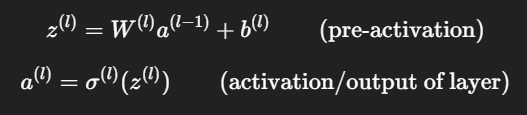 z^{(l)} = W^{(l)}a^{(l-1)} + b^{(l)} (pre-activation)
a^{(l)} = σ^{(l)}(z^{(l)}) (activation/output of layer)